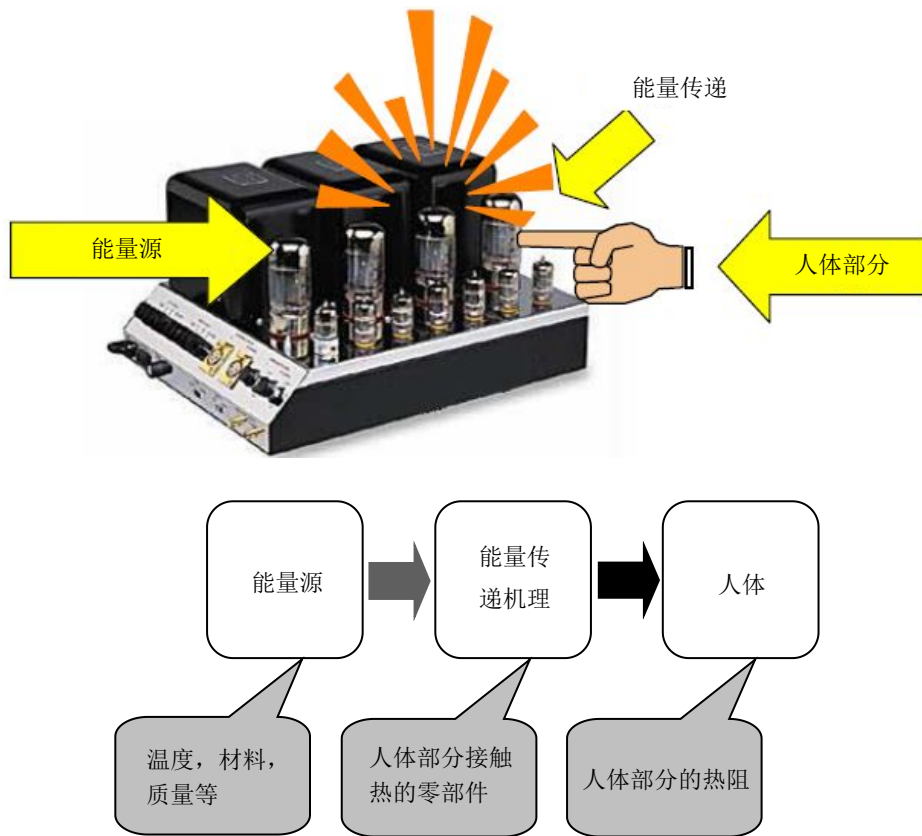 能量传递
能量源
人体部分
能量源
能量传
递机理
人体
温度，材料，
质量等
人体部分接触
热的零部件
人体部分的热阻